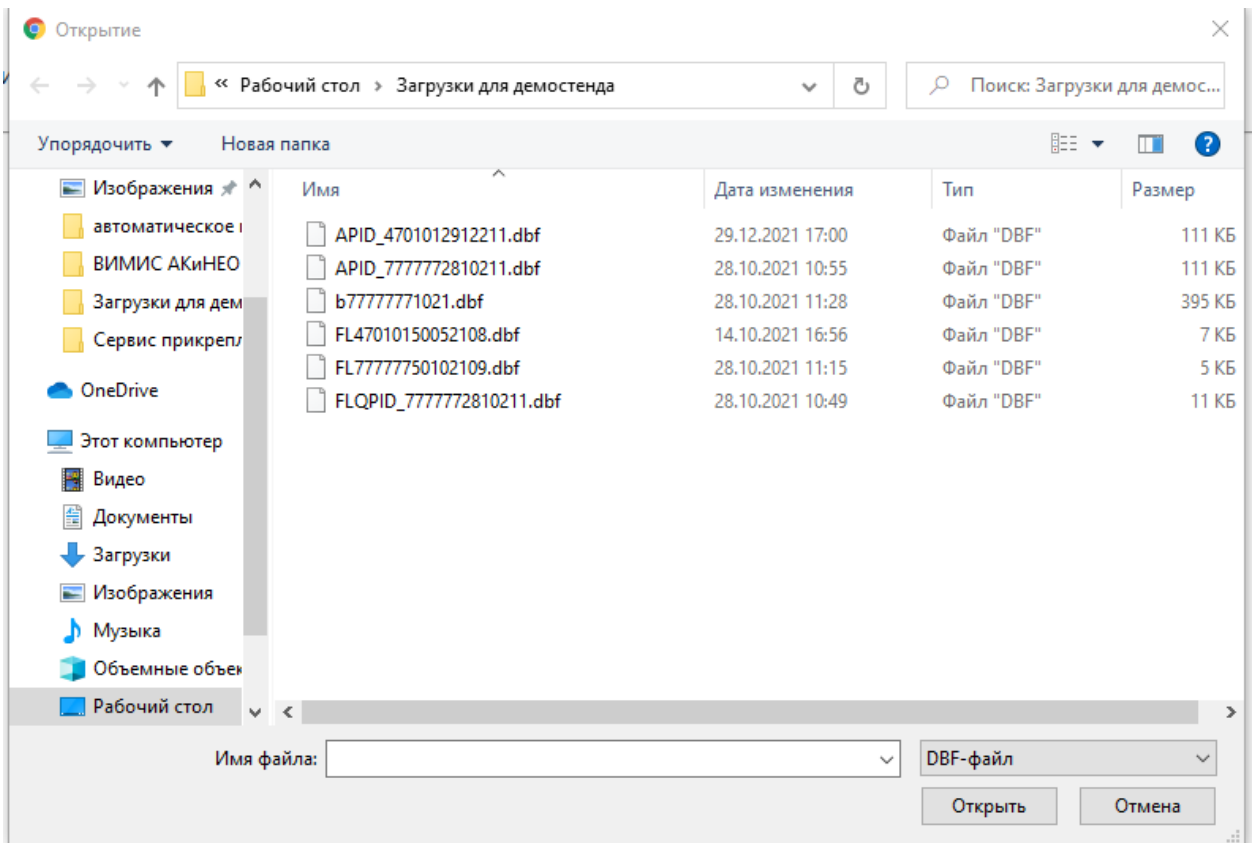 Открытие
« Рабочий стол › Загрузки для демостенда
Поиск: Загрузки для демос...
Упорядочить
Новая папка
?
Изображения
автоматическое
ВИМИС АКиНЕО
Загрузки для дем
Сервис прикреп
OneDrive
Этот компьютер
Видео
Документы
Загрузки
Изображения
Музыка
Объемные объек
Рабочий стол
Имя Дата изменения Тип Размер
APID_4701012912211.dbf 29.12.2021 17:00 Файл "DBF" 111 КБ
APID_7777772810211.dbf 28.10.2021 10:55 Файл "DBF" 111 КБ
b77777771021.dbf 28.10.2021 11:28 Файл "DBF" 395 КБ
FL47010150052108.dbf 14.10.2021 16:56 Файл "DBF" 7 КБ
FL77777750102109.dbf 28.10.2021 11:15 Файл "DBF" 5 КБ
FLQPID_7777772810211.dbf 28.10.2021 10:49 Файл "DBF" 11 КБ
Имя файла:
DBF-файл
Открыть
Отмена